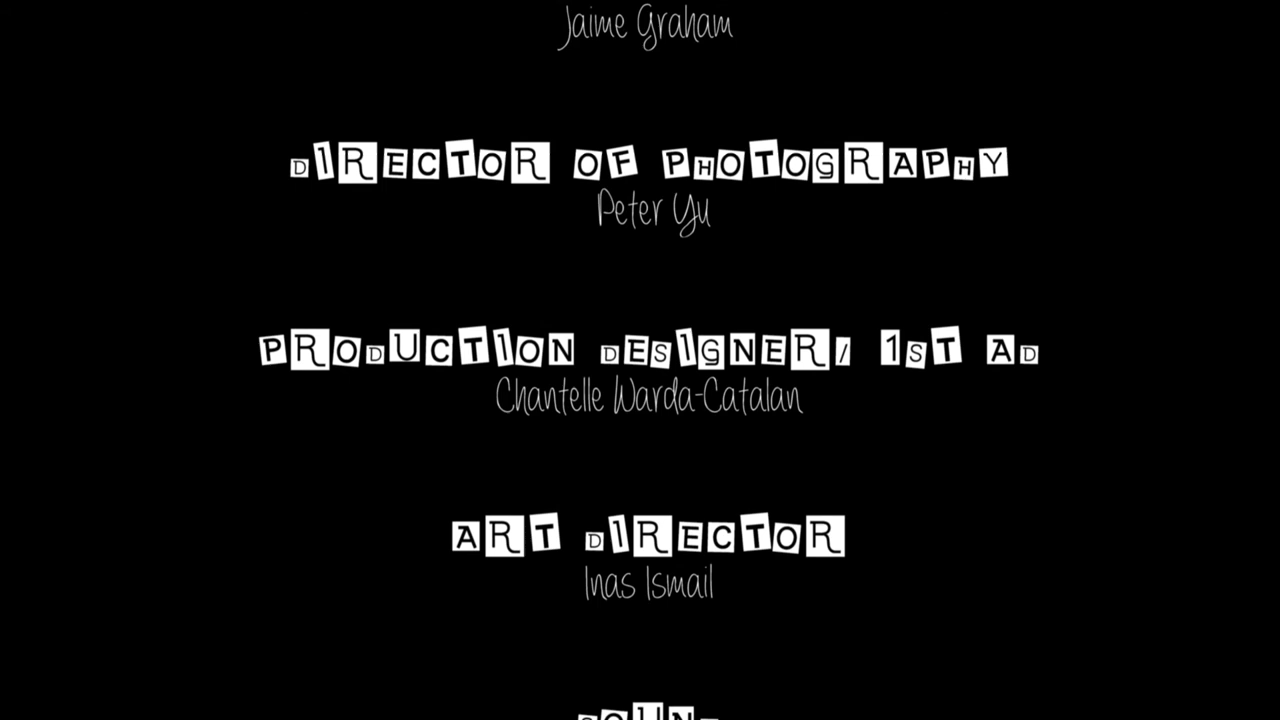 Jaime Graham
DIRECTOR OF PHOTOGRAPHY
Peter Yu
PRODUCTION DESIGNER/ 1ST AD
Chantelle Warda-Catalan
ART DIRECTOR
Inas Ismail